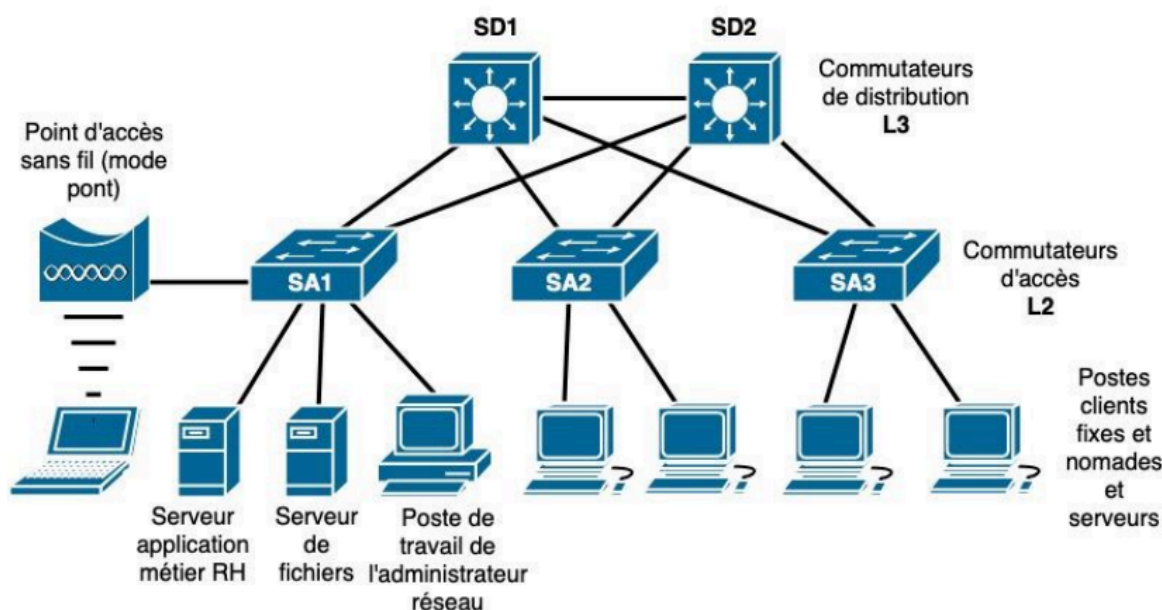 SD1
SD2
Commutateurs
de distribution
L3
Point d'accès
sans fil (mode
pont)
SA1
SA2
SA3
Commutateurs
d'accès
L2
Postes
clients
fixes et
nomades
et
serveurs
Serveur
application
métier RH
Serveur
de
fichiers
Poste de
travail de
l'administrateur
réseau